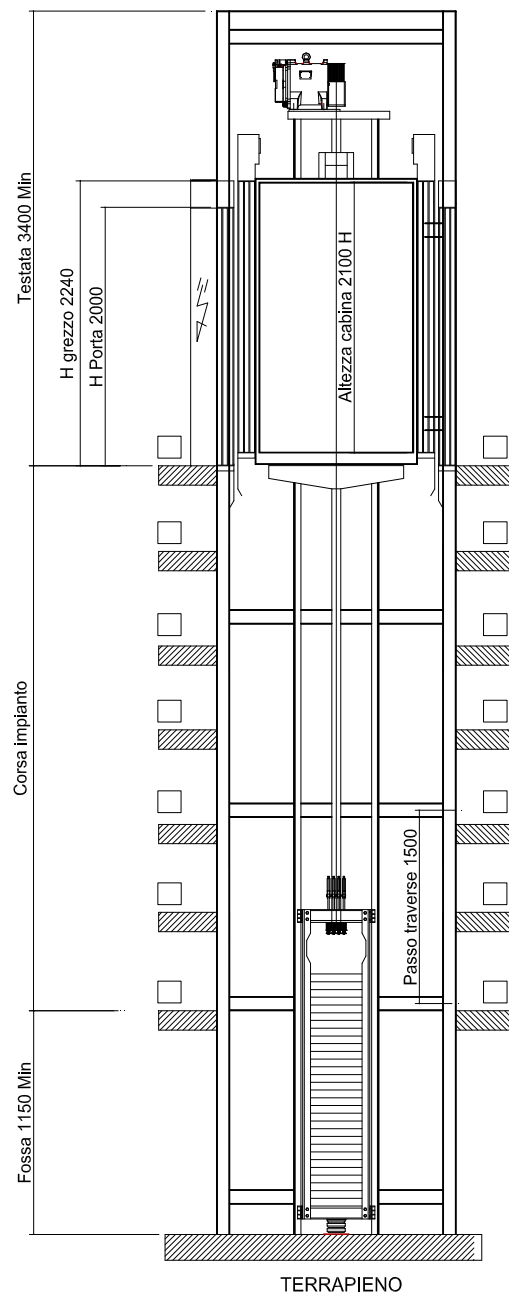 Testata 3400 Min
H grezzo 2240
H Porta 2000
Altezza cabina 2100 H
Corsa impianto
Passo traverse 1500
Fossa 1150 Min
TERRAPIENO